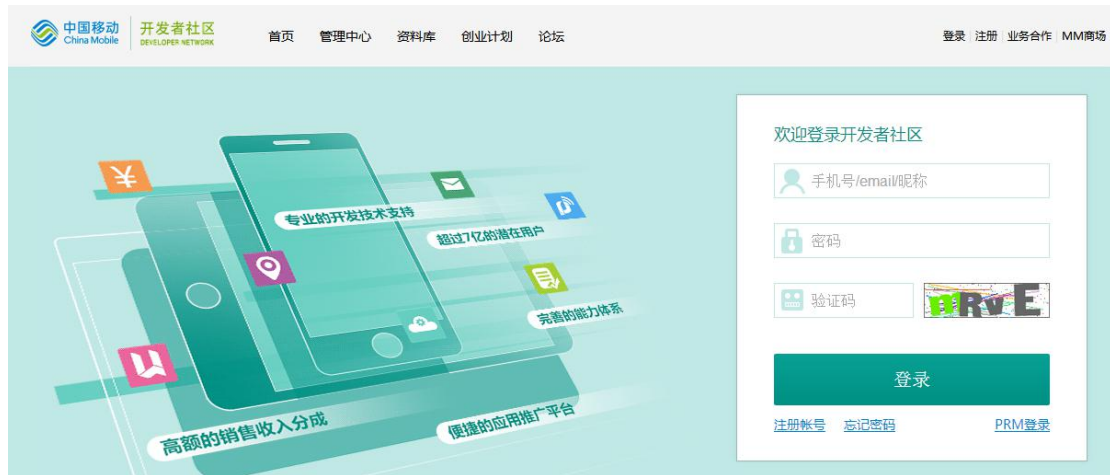 中国移动
China Mobile
开发者社区
DEVELOPER NETWORK
首页 管理中心 资料库 创业计划 论坛
登录 注册 业务合作 MM商场
欢迎登录开发者社区
手机号/email/昵称
密码
验证码
mRvE
登录
注册帐号 忘记密码 PRM登录
专业的开发技术支持
超过7亿的潜在用户
完善的能力体系
高额的销售收入分成
便捷的应用推广平台